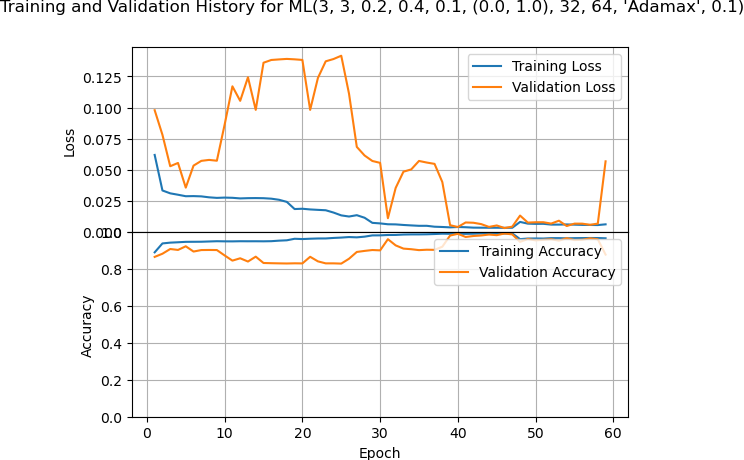 Training and Validation History for ML(3, 3, 0.2, 0.4, 0.1, (0.0, 1.0), 32, 64, 'Adamax', 0.1)
Training Loss
Validation Loss
0.125
0.100
0.075
0.050
0.025
0.000
Loss
1.0
0.8
0.6
0.4
0.2
0.0
Accuracy
Training Accuracy
Validation Accuracy
0 10 20 30 40 50 60
Epoch